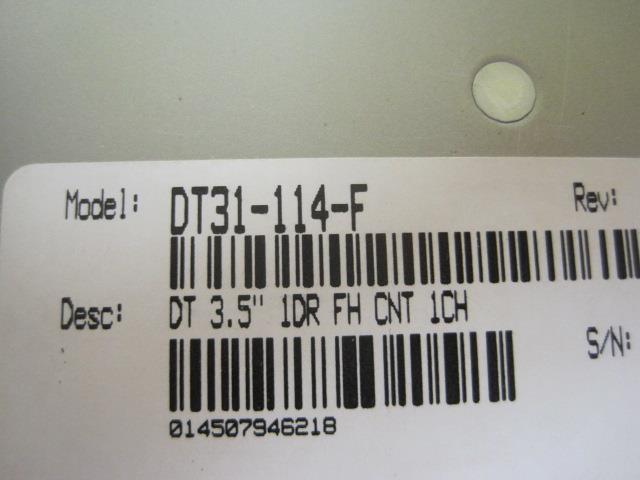 Model: DT31-114-F Rev:
Desc: DT 3.5" 1DR FH CNT 1CH
S/N:
014507946218